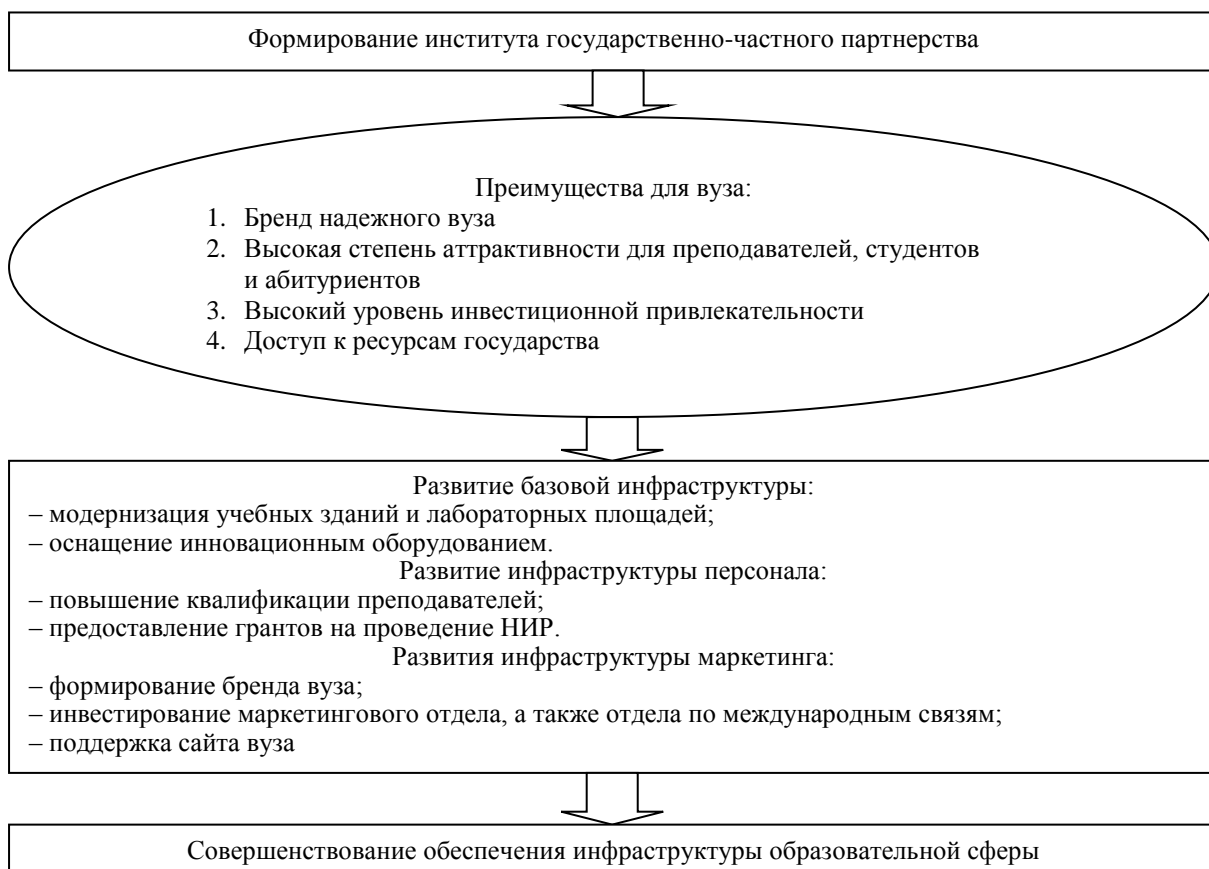 Формирование института государственно-частного партнерства
Преимущества для вуза:
1. Бренд надежного вуза
2. Высокая степень аттрактивности для преподавателей, студентов
и абитуриентов
3. Высокий уровень инвестиционной привлекательности
4. Доступ к ресурсам государства
Развитие базовой инфраструктуры:
– модернизация учебных зданий и лабораторных площадей;
– оснащение инновационным оборудованием.
Развитие инфраструктуры персонала:
– повышение квалификации преподавателей;
– предоставление грантов на проведение НИР.
Развития инфраструктуры маркетинга:
– формирование бренда вуза;
– инвестирование маркетингового отдела, а также отдела по международным связям;
– поддержка сайта вуза
Совершенствование обеспечения инфраструктуры образовательной сферы